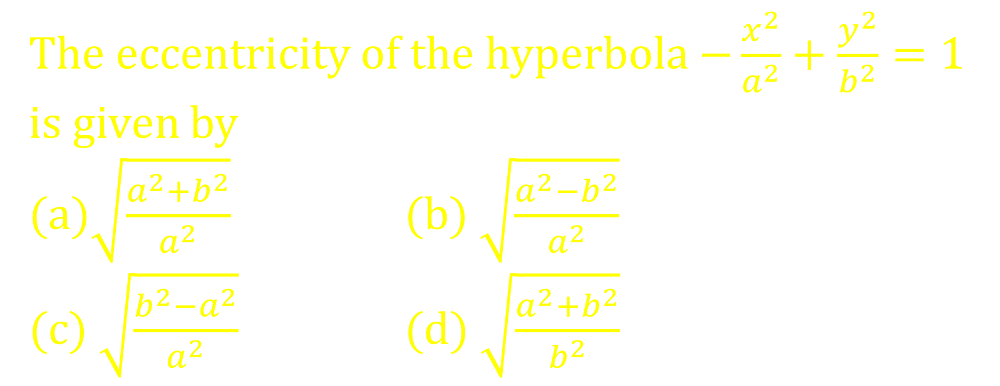 The eccentricity of the hyperbola $-\frac{x^2}{a^2}+\frac{y^2}{b^2}=1$
is given by
(a) $\sqrt{\frac{a^2+b^2}{a^2}}$ (b) $\sqrt{\frac{a^2-b^2}{a^2}}$
(c) $\sqrt{\frac{b^2-a^2}{a^2}}$ (d) $\sqrt{\frac{a^2+b^2}{b^2}}$